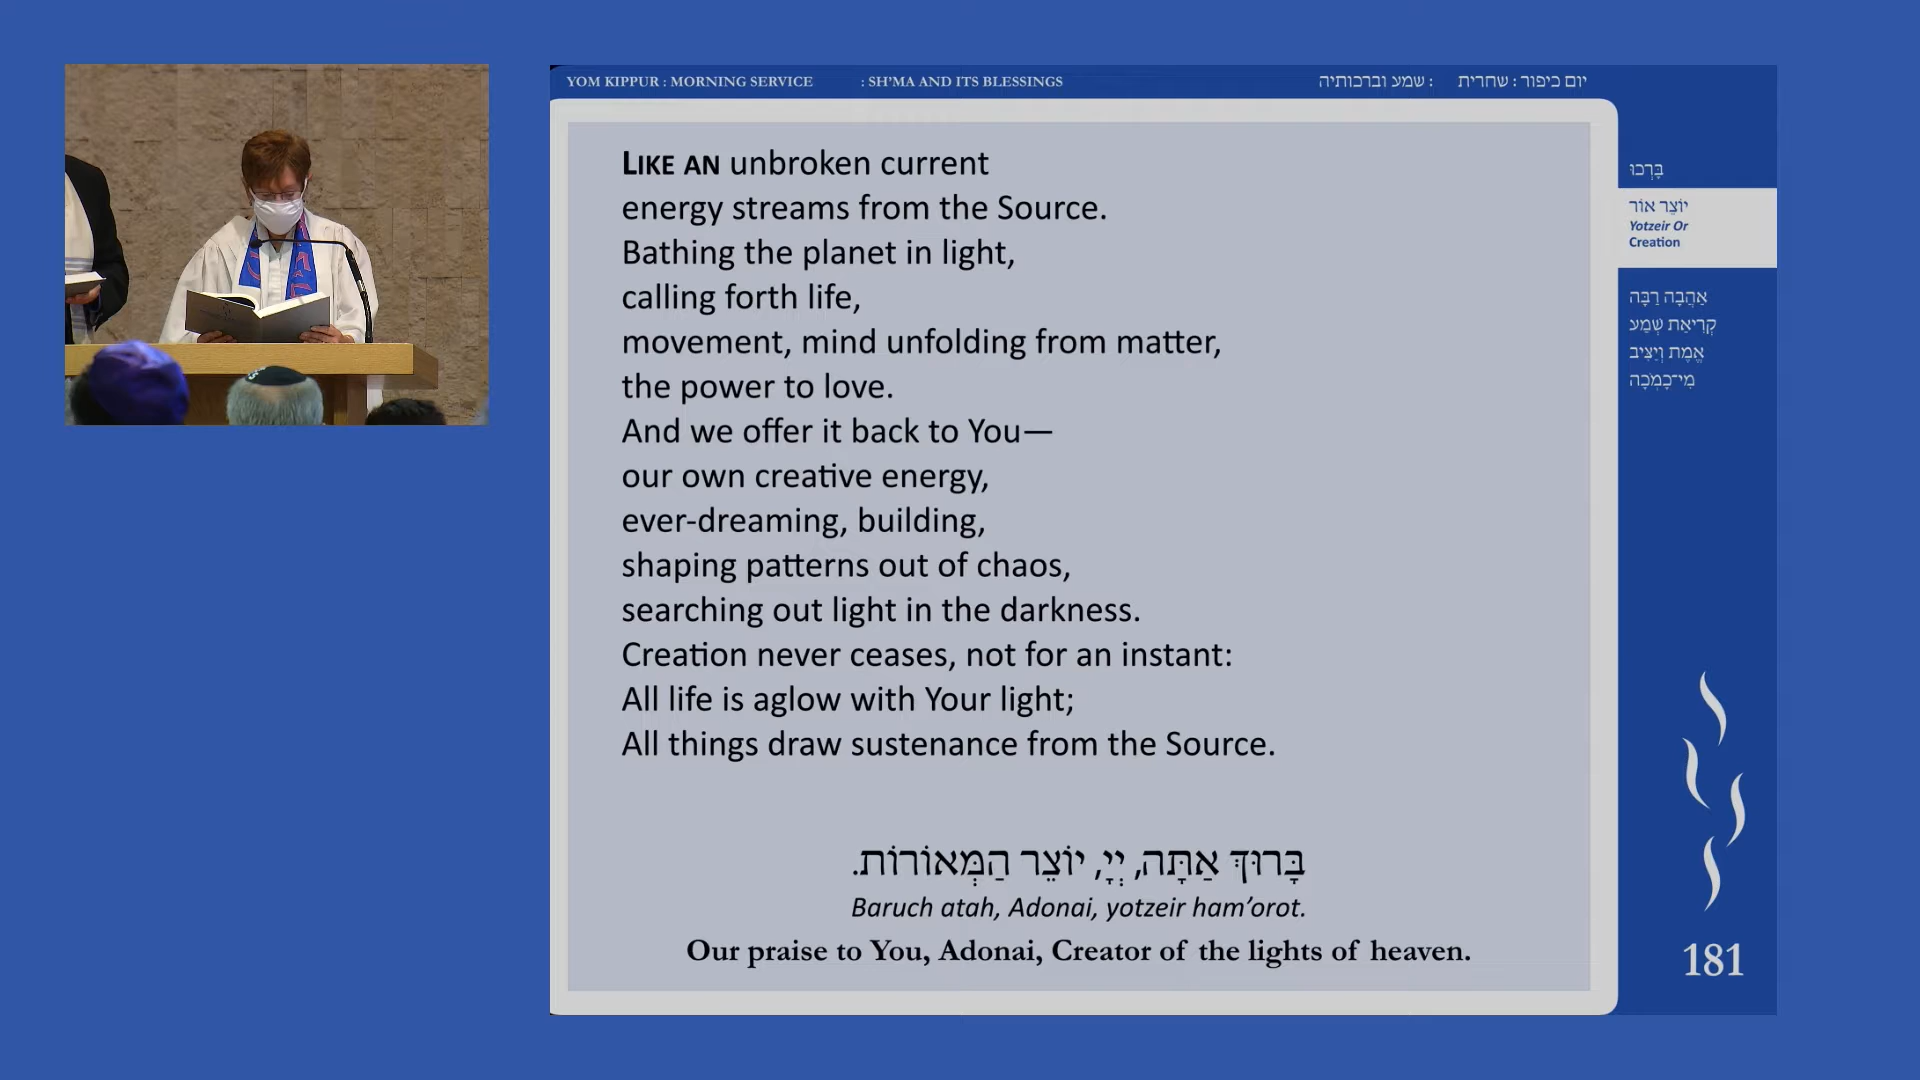 YOM KIPPUR : MORNING SERVICE : SH'MA AND ITS BLESSINGS שמע וברכותיה : יום כיפור : שחרית
LIKE AN unbroken current
energy streams from the Source.
Bathing the planet in light,
calling forth life,
movement, mind unfolding from matter,
the power to love.
And we offer it back to You—
our own creative energy,
ever-dreaming, building,
shaping patterns out of chaos,
searching out light in the darkness.
Creation never ceases, not for an instant:
All life is aglow with Your light;
All things draw sustenance from the Source.
בָּרוּךְ אַתָּה, יְיָ, יוֹצֵר הַמְּאוֹרוֹת.
Baruch atah, Adonai, yotzeir ham’orot.
Our praise to You, Adonai, Creator of the lights of heaven.
בָּרְכוּ
יוֹצֵר אוֹר
Yotzeir Or
Creation
אַהֲבָה רַבָּה
קְרִיאַת שְׁמַע
אֱמֶת וְיַצִּיב
מִי־כָמֹכָה
181